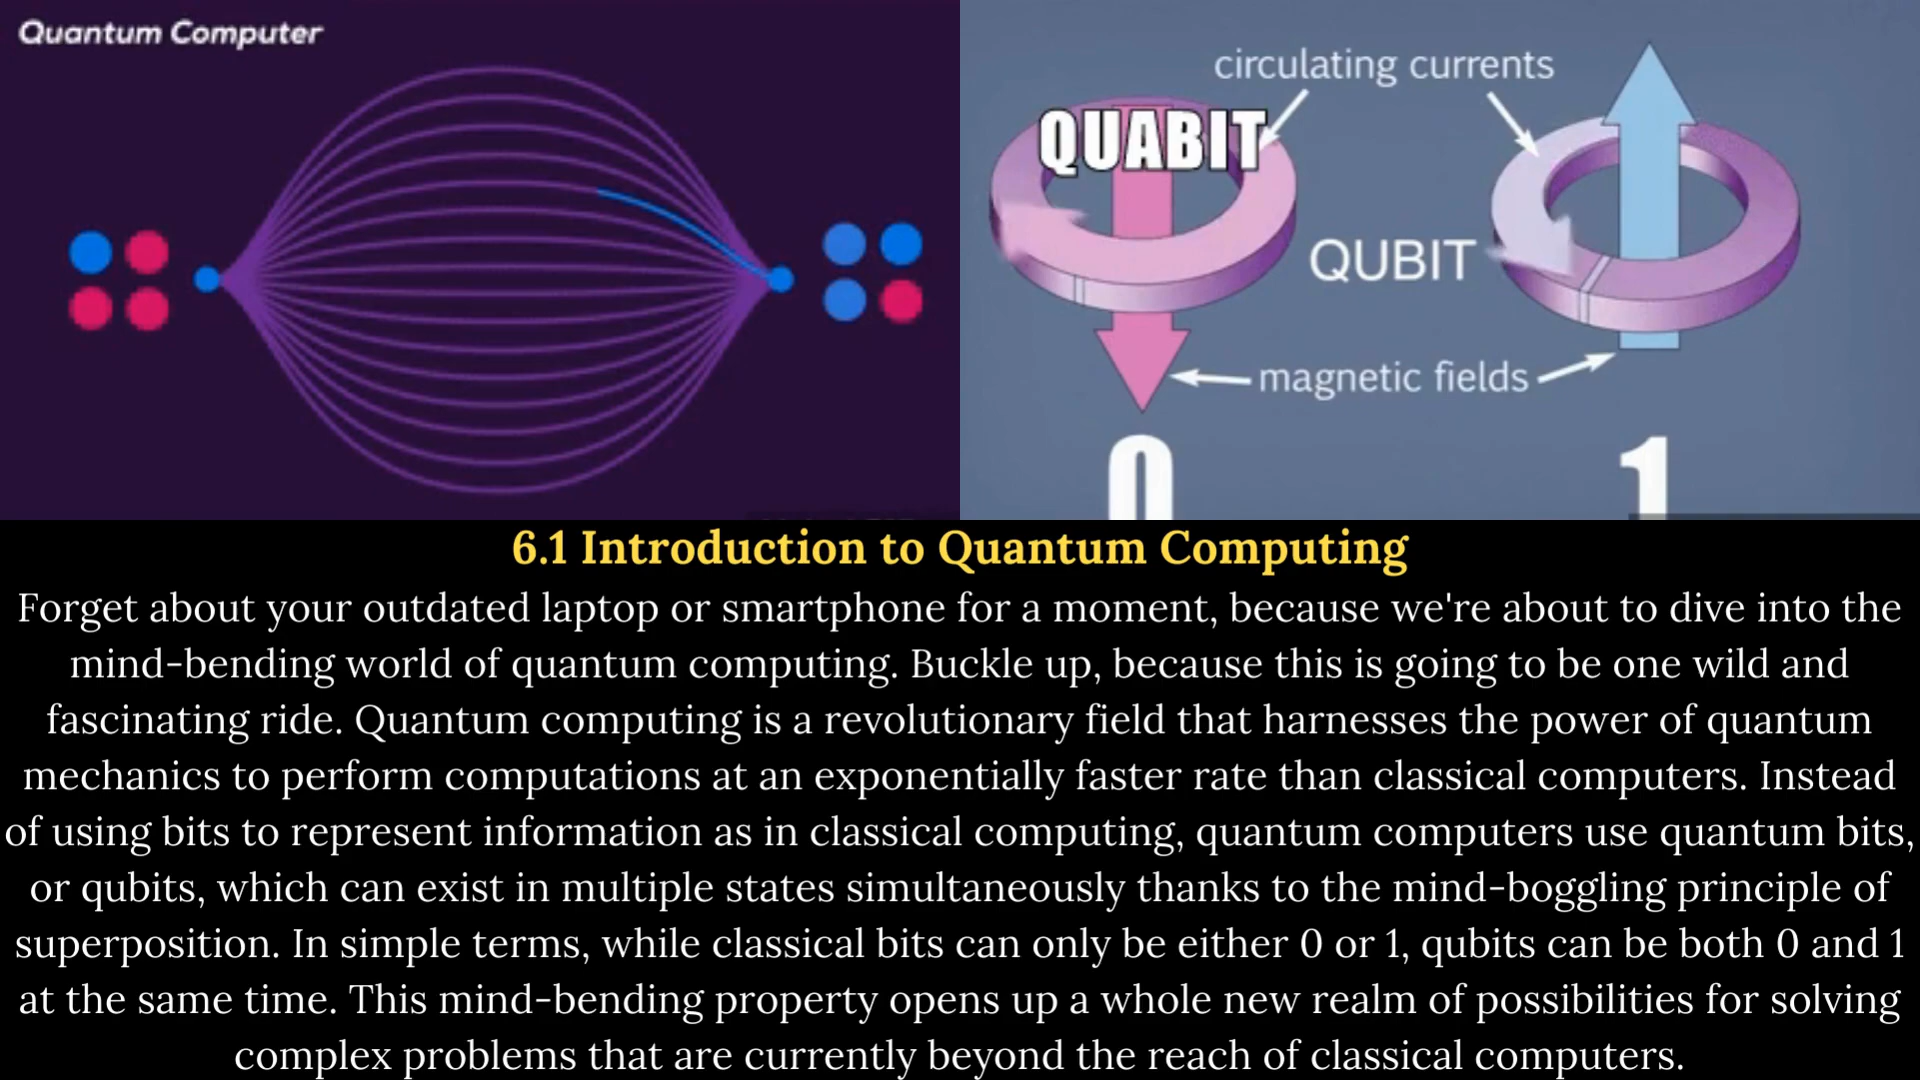 Quantum Computer
circulating currents
QUABIT
QUBIT
magnetic fields
0
1
6.1 Introduction to Quantum Computing
Forget about your outdated laptop or smartphone for a moment, because we're about to dive into the
mind-bending world of quantum computing. Buckle up, because this is going to be one wild and
fascinating ride. Quantum computing is a revolutionary field that harnesses the power of quantum
mechanics to perform computations at an exponentially faster rate than classical computers. Instead
of using bits to represent information as in classical computing, quantum computers use quantum bits,
or qubits, which can exist in multiple states simultaneously thanks to the mind-boggling principle of
superposition. In simple terms, while classical bits can only be either 0 or 1, qubits can be both 0 and 1
at the same time. This mind-bending property opens up a whole new realm of possibilities for solving
complex problems that are currently beyond the reach of classical computers.